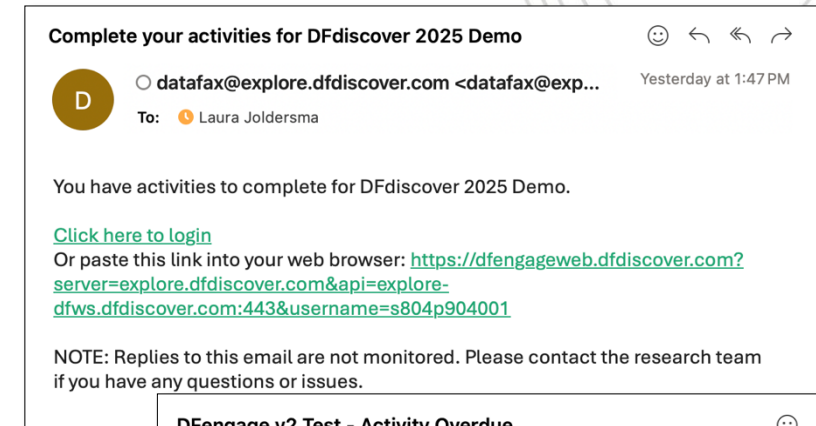 Complete your activities for DFdiscover 2025 Demo
D
datafax@explore.dfdiscover.com <datafax@exp...
Yesterday at 1:47 PM
To: Laura Joldersma
You have activities to complete for DFdiscover 2025 Demo.
Click here to login
Or paste this link into your web browser: https://dfengageweb.dfdiscover.com?
server=explore.dfdiscover.com&api=explore-
dfws.dfdiscover.com:443&username=s804p904001
NOTE: Replies to this email are not monitored. Please contact the research team
if you have any questions or issues.
DFengage v2 Test - Activity Overdue